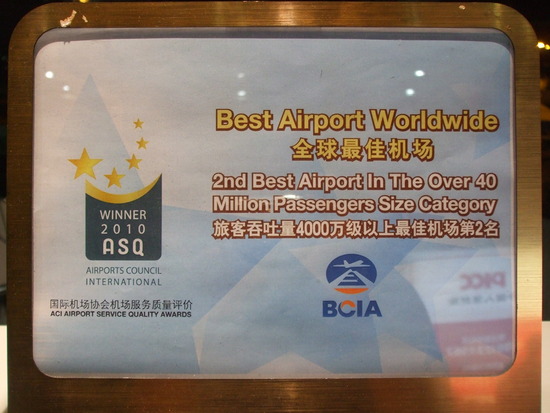 Best Airport Worldwide
全球最佳机场
2nd Best Airport In The Over 40
Million Passengers Size Category
旅客吞吐量4000万级以上最佳机场第2名
BCIA
WINNER
2010
ASQ
AIRPORTS COUNCIL
INTERNATIONAL
国际机场协会机场服务质量评价
ACI AIRPORT SERVICE QUALITY AWARDS
PICC